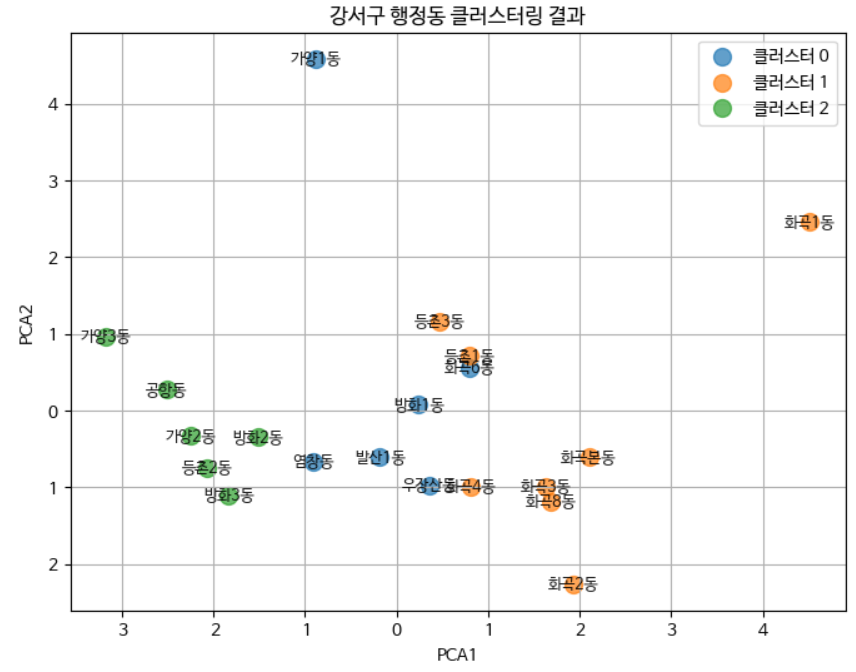 강서구 행정동 클러스터링 결과
클러스터 0
클러스터 1
클러스터 2
가양1동
화곡1동
등촌3동
가양3동
등촌1동
화곡6동
공항동
방화1동
가양2동
방화2동
염창동
발산1동
화곡본동
등촌2동
우장산동
화곡4동
화곡3동
방화3동
화곡8동
화곡2동
PCA2
4
3
2
1
0
1
2
3
2
1
0
1
2
3
4
PCA1